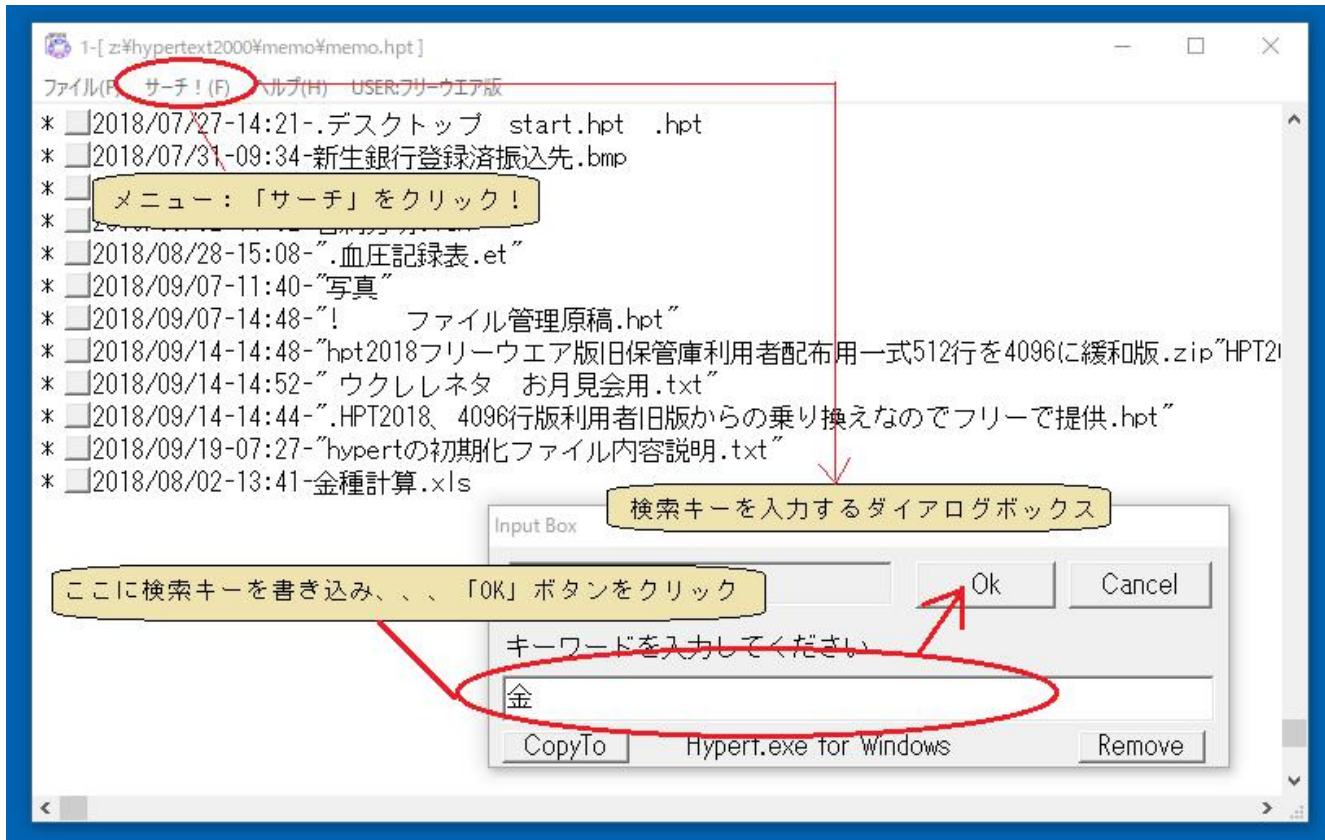 1-[ z:¥hypertext2000¥memo¥memo.hpt ]
ファイル(F) サーチ！(F) ヘルプ(H) USER:フリーウエア版
* 2018/07/27-14:21-.デスクトップ　start.hpt　.hpt
* 2018/07/31-09:34-新生銀行登録済振込先.bmp
*
メニュー：「サーチ」をクリック！
*
* 2018/08/28-15:08-".血圧記録表.et"
* 2018/09/07-11:40-"写真"
* 2018/09/07-14:48-"!　　ファイル管理原稿.hpt"
* 2018/09/14-14:48-"hpt2018フリーウエア版旧保管庫利用者配布用一式512行を4096に緩和版.zip"HPT2
* 2018/09/14-14:52-" ウクレレネタ　お月見会用.txt"
* 2018/09/14-14:44-".HPT2018、4096行版利用者旧版からの乗り換えなのでフリーで提供.hpt"
* 2018/09/19-07:27-"hypertの初期化ファイル内容説明.txt"
* 2018/08/02-13:41-金種計算.xls
検索キーを入力するダイアログボックス
Input Box
ここに検索キーを書き込み、、、「OK」ボタンをクリック
Ok Cancel
キーワードを入力してください
金
CopyTo Hypert.exe for Windows Remove